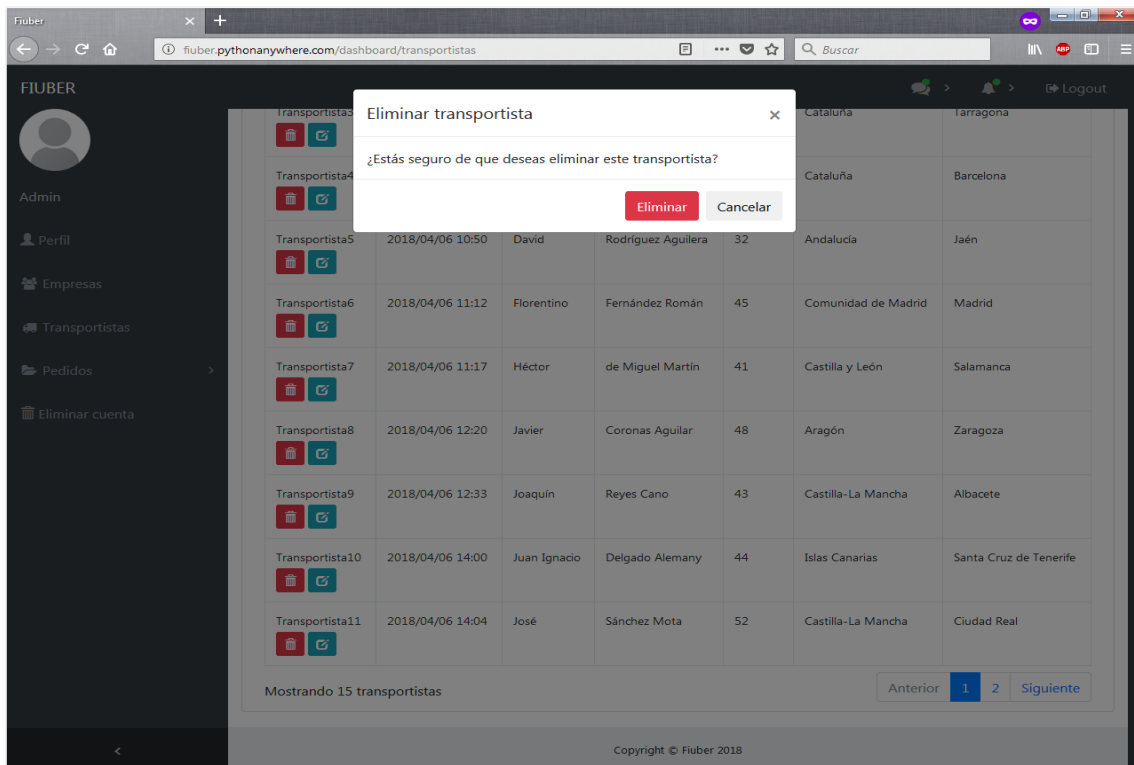 Fiuber
fiuber.pythonanywhere.com/dashboard/transportistas
Buscar
ABP
FIUBER
Logout
Admin
Perfil
Empresas
Transportistas
Pedidos
Eliminar cuenta
Eliminar transportista
¿Estás seguro de que deseas eliminar este transportista?
Eliminar Cancelar
Transportista3 Cataluña Tarragona
Transportista4 Cataluña Barcelona
Transportista5 2018/04/06 10:50 David Rodríguez Aguilera 32 Andalucía Jaén
Transportista6 2018/04/06 11:12 Florentino Fernández Román 45 Comunidad de Madrid Madrid
Transportista7 2018/04/06 11:17 Héctor de Miguel Martín 41 Castilla y León Salamanca
Transportista8 2018/04/06 12:20 Javier Coronas Aguilar 48 Aragón Zaragoza
Transportista9 2018/04/06 12:33 Joaquín Reyes Cano 43 Castilla-La Mancha Albacete
Transportista10 2018/04/06 14:00 Juan Ignacio Delgado Alemany 44 Islas Canarias Santa Cruz de Tenerife
Transportista11 2018/04/06 14:04 José Sánchez Mota 52 Castilla-La Mancha Ciudad Real
Mostrando 15 transportistas
Anterior 1 2 Siguiente
Copyright © Fiuber 2018